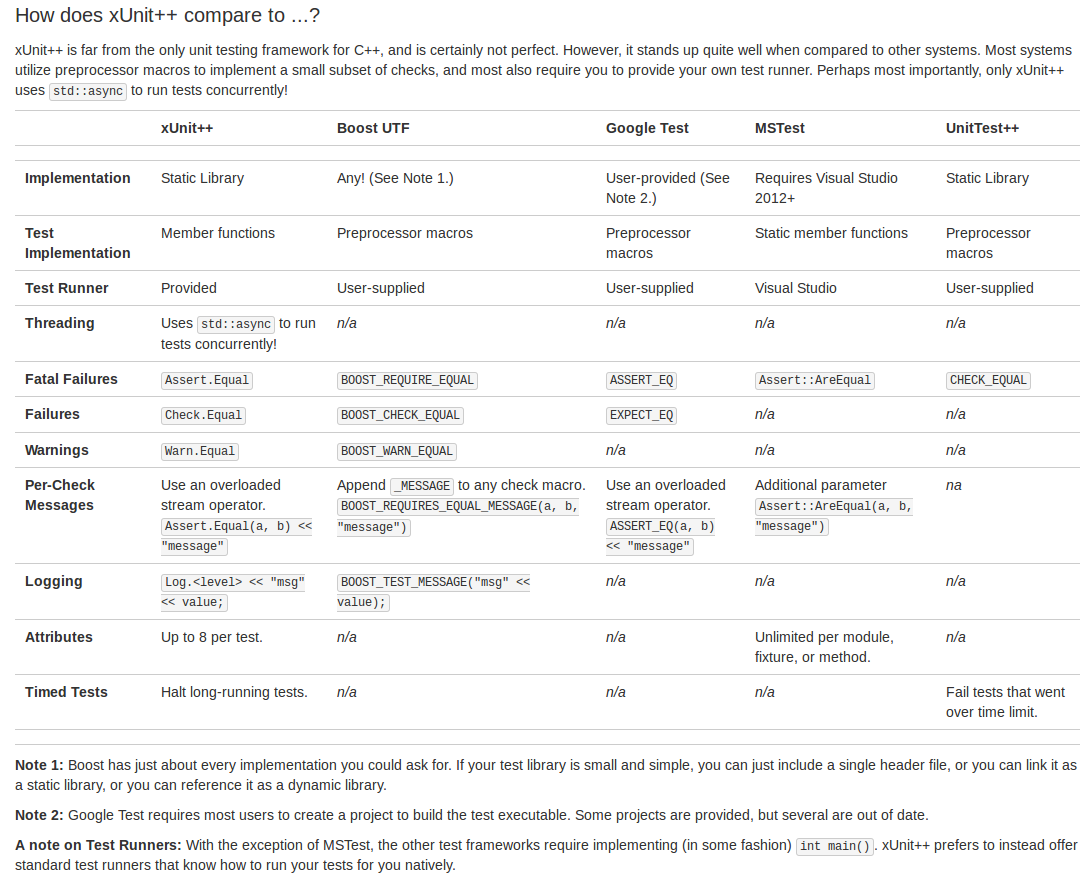 How does xUnit++ compare to ...?
xUnit++ is far from the only unit testing framework for C++, and is certainly not perfect. However, it stands up quite well when compared to other systems. Most systems
utilize preprocessor macros to implement a small subset of checks, and most also require you to provide your own test runner. Perhaps most importantly, only xUnit++
uses std::async to run tests concurrently!
xUnit++ Boost UTF Google Test MSTest UnitTest++
Implementation Static Library Any! (See Note 1.) User-provided (See Requires Visual Studio Static Library
Note 2.) 2012+
Test Member functions Preprocessor macros Preprocessor Static member functions Preprocessor
Implementation macros macros
Test Runner Provided User-supplied User-supplied Visual Studio User-supplied
Threading Uses std::async to run n/a n/a n/a n/a
tests concurrently!
Fatal Failures Assert.Equal BOOST_REQUIRE_EQUAL ASSERT_EQ Assert::AreEqual CHECK_EQUAL
Failures Check.Equal BOOST_CHECK_EQUAL EXPECT_EQ n/a n/a
Warnings Warn.Equal BOOST_WARN_EQUAL n/a n/a n/a
Per-Check Use an overloaded Append _MESSAGE to any check macro. Use an overloaded Additional parameter na
Messages stream operator. BOOST_REQUIRES_EQUAL_MESSAGE(a, b, stream operator. Assert::AreEqual(a, b,
Assert.Equal(a, b) << "message") ASSERT_EQ(a, b) "message")
"message" << "message"
Logging Log.<level> << "msg" BOOST_TEST_MESSAGE("msg" << n/a n/a n/a
<< value; value);
Attributes Up to 8 per test. n/a n/a Unlimited per module, n/a
fixture, or method.
Timed Tests Halt long-running tests. n/a n/a n/a Fail tests that went
over time limit.
Note 1: Boost has just about every implementation you could ask for. If your test library is small and simple, you can just include a single header file, or you can link it as
a static library, or you can reference it as a dynamic library.
Note 2: Google Test requires most users to create a project to build the test executable. Some projects are provided, but several are out of date.
A note on Test Runners: With the exception of MSTest, the other test frameworks require implementing (in some fashion) int main(). xUnit++ prefers to instead offer
standard test runners that know how to run your tests for you natively.